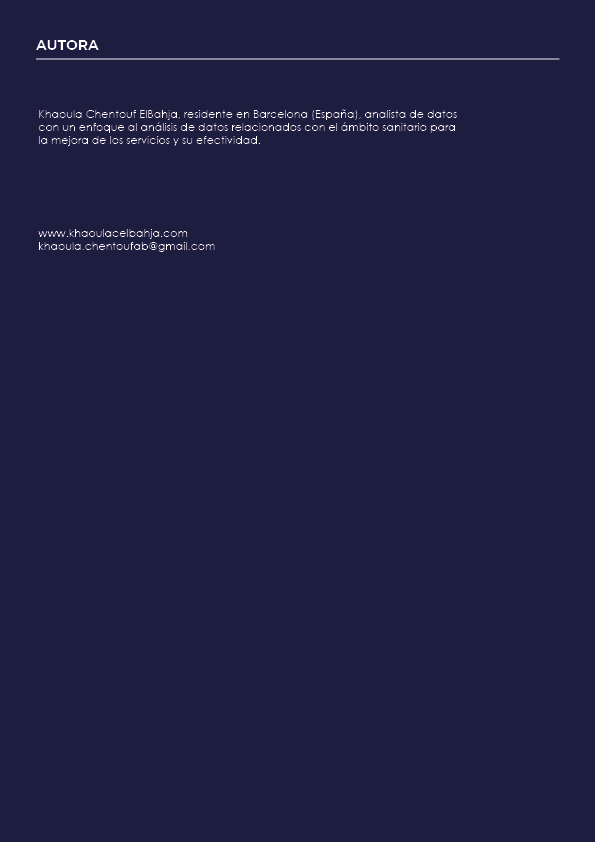 AUTORA
Khaoula Chentouf ElBahja, residente en Barcelona (España), analista de datos
con un enfoque al análisis de datos relacionados con el ámbito sanitario para
la mejora de los servicios y su efectividad.
www.khaoulacelbahja.com
khaoula.chentoufab@gmail.com